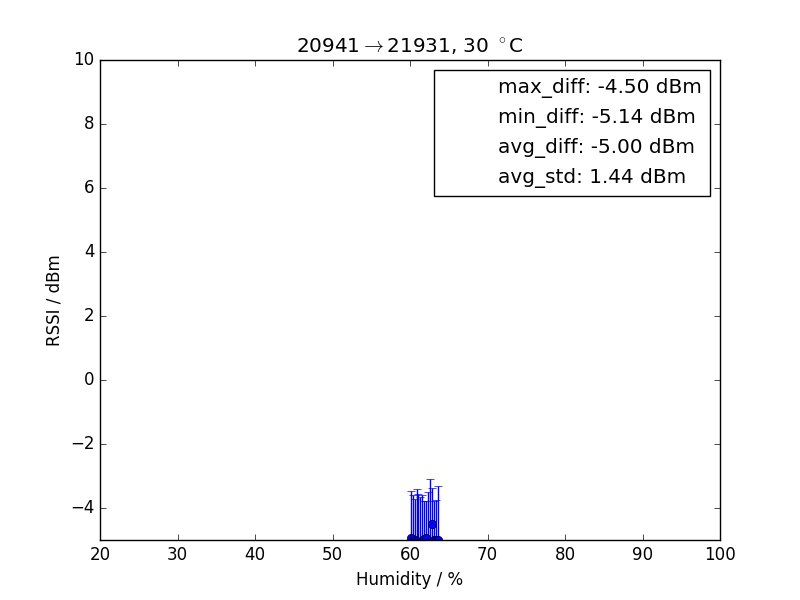 20941→21931, 30 °C
max_diff: -4.50 dBm
min_diff: -5.14 dBm
avg_diff: -5.00 dBm
avg_std: 1.44 dBm
10
8
6
4
2
0
−2
−4
RSSI / dBm
20 30 40 50 60 70 80 90 100
Humidity / %